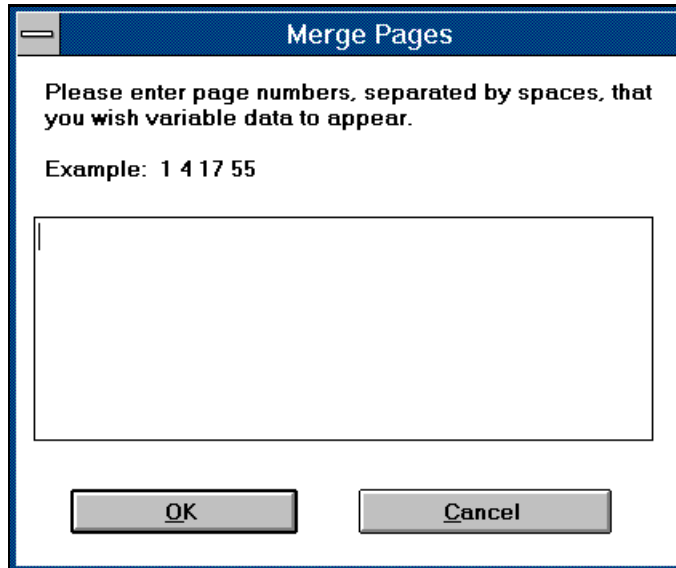 Merge Pages
Please enter page numbers, separated by spaces, that
you wish variable data to appear.
Example: 1 4 17 55
OK
Cancel